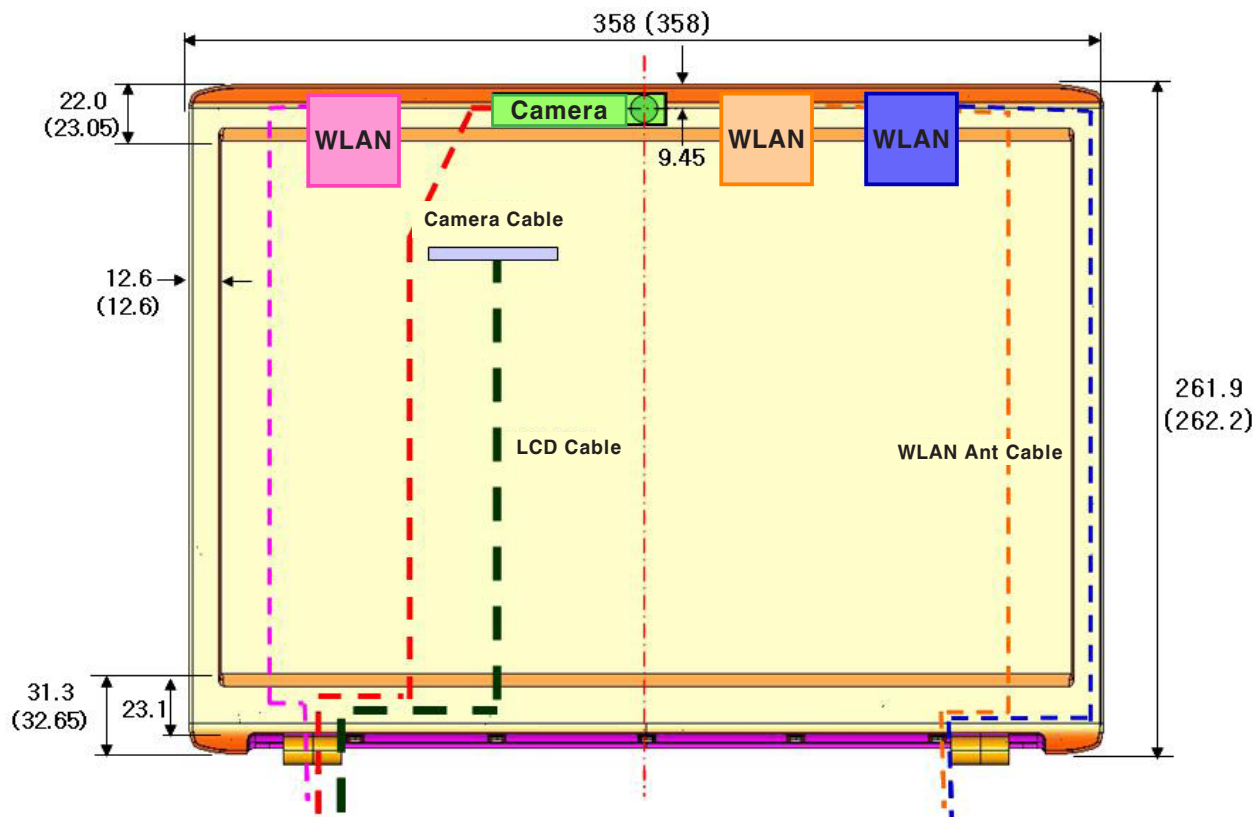 358 (358)
22.0
(23.05)
Camera
WLAN
WLAN
WLAN
9.45
Camera Cable
12.6
(12.6)
261.9
(262.2)
LCD Cable
WLAN Ant Cable
31.3
(32.65)
23.1